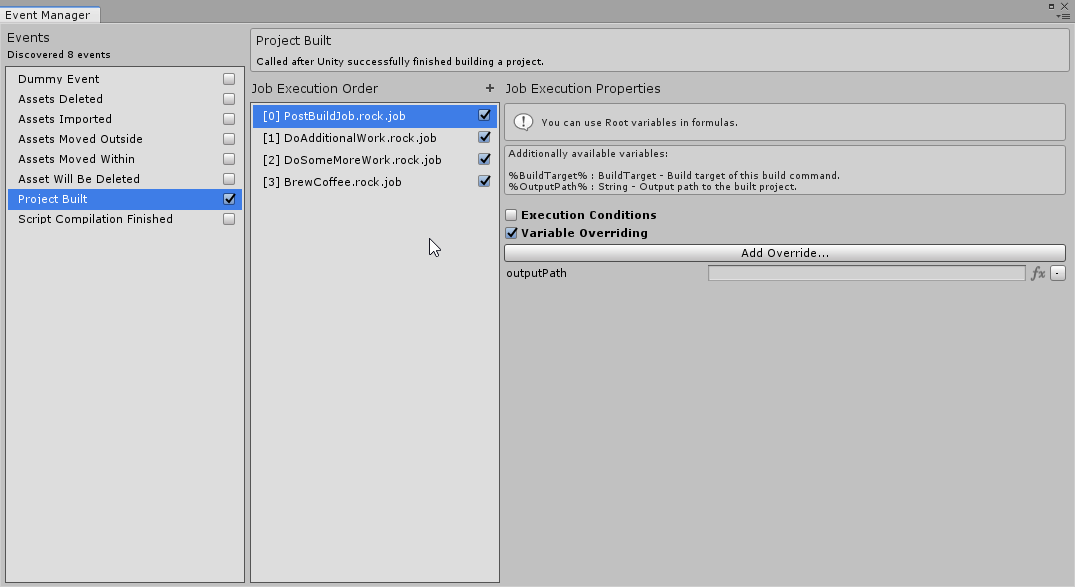 Event Manager
Events
Discovered 8 events
Dummy Event
Assets Deleted
Assets Imported
Assets Moved Outside
Assets Moved Within
Asset Will Be Deleted
Project Built
Script Compilation Finished
Project Built
Called after Unity successfully finished building a project.
Job Execution Order +
[0] PostBuildJob.rock.job
[1] DoAdditionalWork.rock.job
[2] DoSomeMoreWork.rock.job
[3] BrewCoffee.rock.job
Job Execution Properties
You can use Root variables in formulas.
Additionally available variables:
%BuildTarget% : BuildTarget - Build target of this build command.
%OutputPath% : String - Output path to the built project.
Execution Conditions
Variable Overriding
Add Override...
outputPath fx -